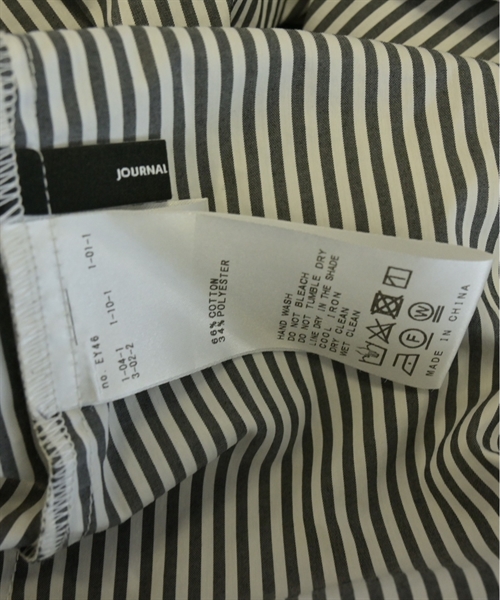 JOURNAL
no. EY46 1-10-1 1-01-1
1-04-1
3-02-2
66% COTTON
34% POLYESTER
HAND WASH
DO NOT BLEACH
DO NOT TUMBLE DRY
LINE DRY IN THE SHADE
COOL IRON
DRY CLEAN
WET CLEAN
F W
MADE IN CHINA